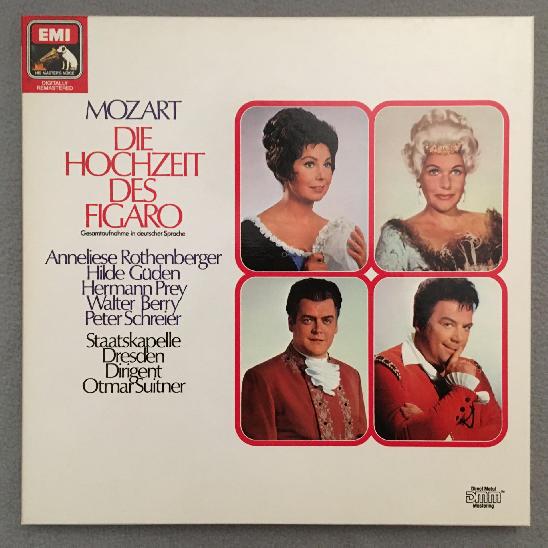 EMI
HIS MASTER'S VOICE
DIGITALLY
REMASTERED
MOZART
DIE
HOCHZEIT
DES
FIGARO
Gesamtaufnahme in deutscher Sprache
Anneliese Rothenberger
Hilde Güden
Hermann Prey
Walter Berry
Peter Schreier
Staatskapelle
Dresden
Dirigent
Otmar Suitner
Direct Metal
DMM
Mastering